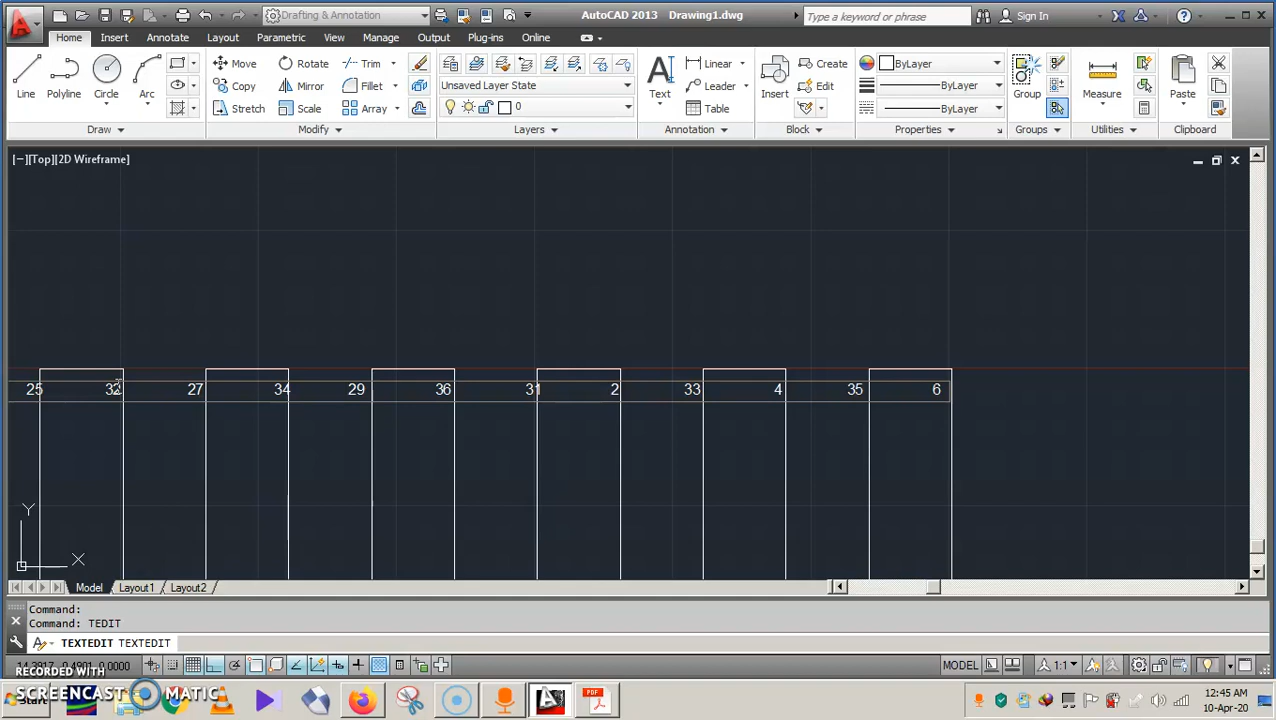 Drafting & Annotation
AutoCAD 2013 Drawing1.dwg
Type a keyword or phrase
Sign In
Home Insert Annotate Layout Parametric View Manage Output Plug-ins Online
Line Polyline Circle Arc
Move Rotate Trim
Copy Mirror Fillet
Stretch Scale Array
Unsaved Layer State
0
Text
Linear
Leader
Table
Insert
Create
Edit
ByLayer
ByLayer
ByLayer
Group
Measure
Paste
Draw Modify Layers Annotation Block Properties Groups Utilities Clipboard
[−][Top][2D Wireframe]
25 32 27 34 29 36 31 2 33 4 35 6
Y
X
Model Layout1 Layout2
Command:
Command: TEDIT
TEXTEDIT TEXTEDIT
MODEL 1:1
RECORDED WITH
SCREENCAST MATIC
Start
PDF
12:45 AM
10-Apr-20